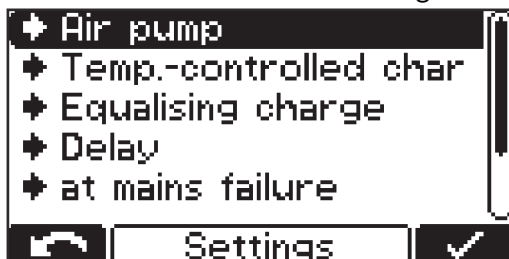 Air pump
Temp.-controlled char
Equalising charge
Delay
at mains failure
Settings